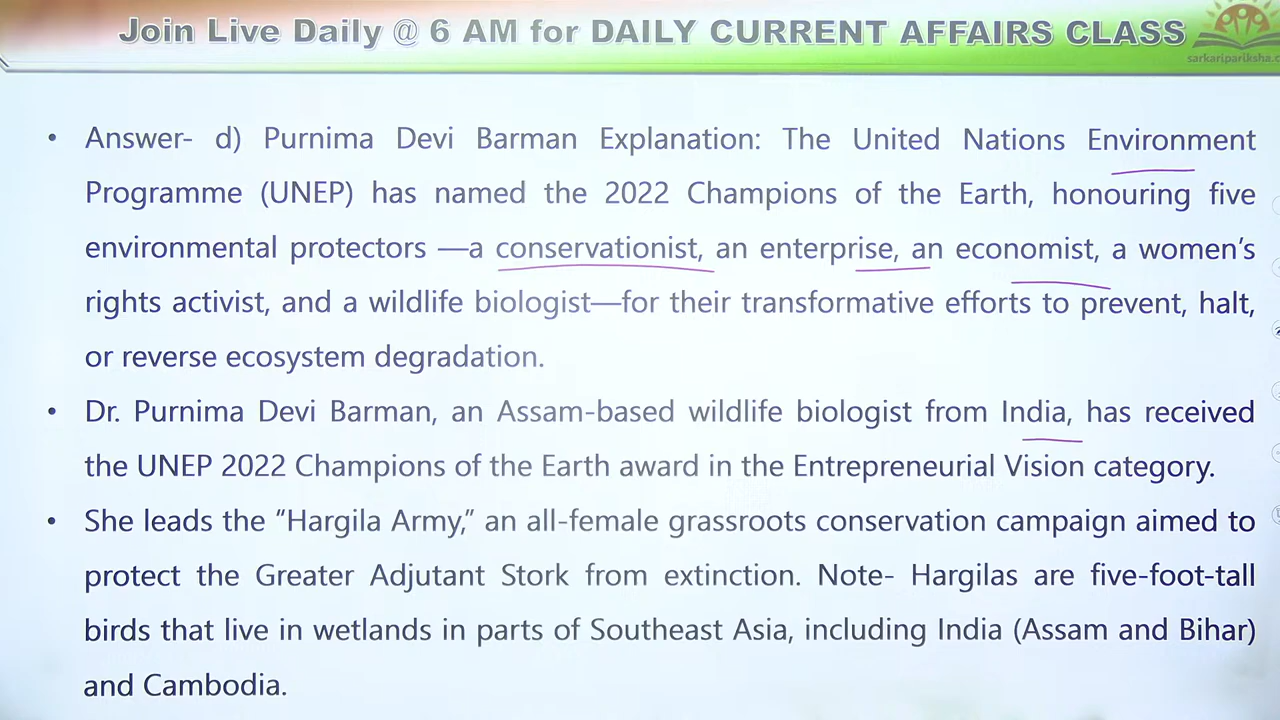 Join Live Daily @ 6 AM for DAILY CURRENT AFFAIRS CLASS
sarkaripariksha.c
• Answer- d) Purnima Devi Barman Explanation: The United Nations Environment
Programme (UNEP) has named the 2022 Champions of the Earth, honouring five
environmental protectors —a conservationist, an enterprise, an economist, a women’s
rights activist, and a wildlife biologist—for their transformative efforts to prevent, halt,
or reverse ecosystem degradation.
• Dr. Purnima Devi Barman, an Assam-based wildlife biologist from India, has received
the UNEP 2022 Champions of the Earth award in the Entrepreneurial Vision category.
• She leads the “Hargila Army,” an all-female grassroots conservation campaign aimed to
protect the Greater Adjutant Stork from extinction. Note- Hargilas are five-foot-tall
birds that live in wetlands in parts of Southeast Asia, including India (Assam and Bihar)
and Cambodia.